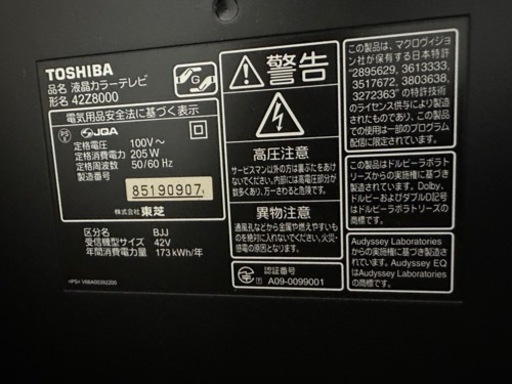 TOSHIBA
品名 液晶カラーテレビ
形名 42Z8000
電気用品安全法に基づく表示
PS E JQA
定格電圧 100V～
定格消費電力 205 W
定格周波数 50/60 Hz
製造番号
85190907
株式会社 東芝
区分名 BJJ
受信機型サイズ 42V
年間消費電力量 173 kWh/年
警告
高圧注意
サービスマン以外の方は裏ぶたをあけ
ないでください。内部には高電圧部分が
数多くあり、万一さわると危険です。
異物注意
通風孔などから金属や燃えやすいも
のを絶対に入れないでください。火災・
感電の原因となります。
認証番号
A09-0099001
この製品は、マクロヴィジョン
社が保有する日本特許
"2895629, 3613333,
3517672, 3803638,
3272363" の特許技術
のライセンス供与により製造
されましたものであり、この製品
での使用は一部のプログラム
配信に限ります。
この製品はドルビーラボラトリ
ーズからの実施権に基づき製
造されています。Dolby、
ドルビーおよびダブルD記号
はドルビーラボラトリーズの商
標です。
Audyssey Laboratories
からの実施権に基づき製造
されています。
Audyssey EQ
はAudyssey Laboratories
の商標です。